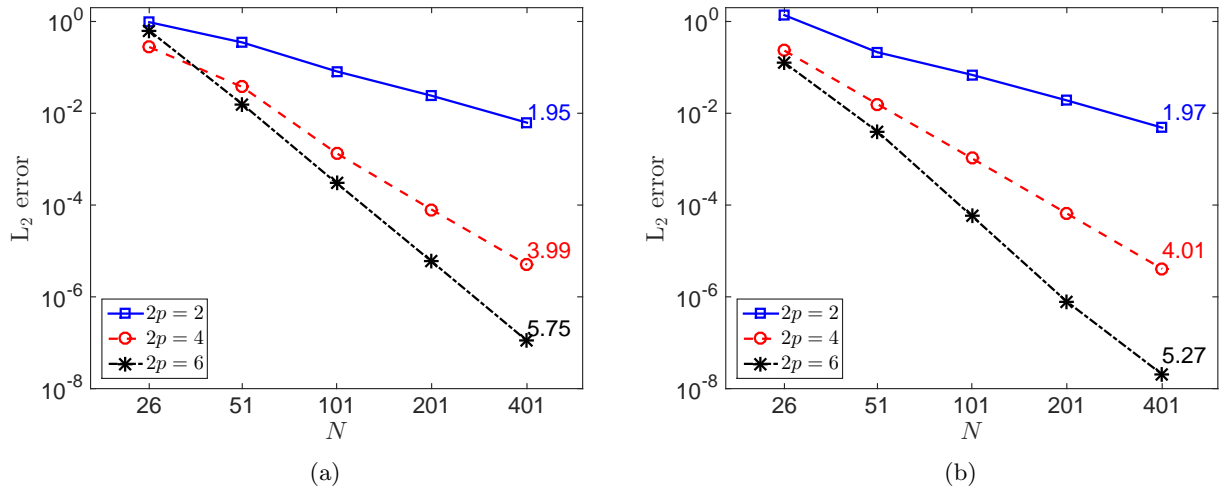 10^0
10^-2
10^-4
10^-6
10^-8
L_2 error
1.95
3.99
5.75
2p = 2
2p = 4
2p = 6
26 51 101 201 401
N
(a)
10^0
10^-2
10^-4
10^-6
10^-8
L_2 error
1.97
4.01
5.27
2p = 2
2p = 4
2p = 6
26 51 101 201 401
N
(b)